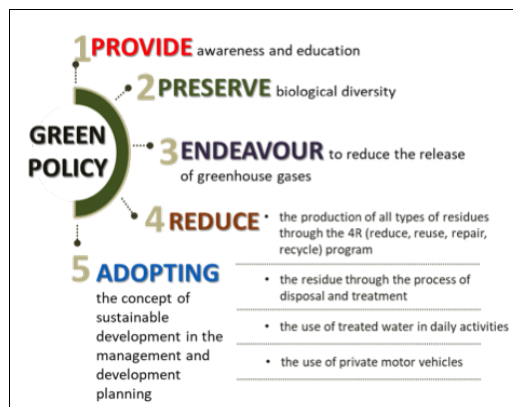 GREEN
POLICY
1 PROVIDE awareness and education
2 PRESERVE biological diversity
3 ENDEAVOUR to reduce the release
of greenhouse gases
4 REDUCE
• the production of all types of residues
through the 4R (reduce, reuse, repair,
recycle) program
• the residue through the process of
disposal and treatment
• the use of treated water in daily activities
• the use of private motor vehicles
5 ADOPTING
the concept of
sustainable
development in the
management and
development
planning